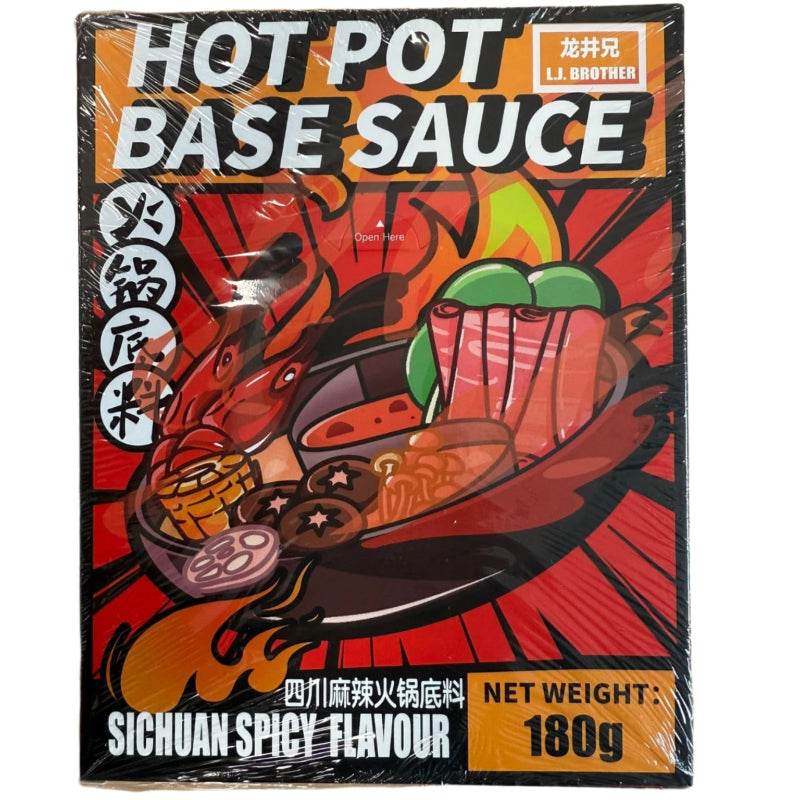 HOT POT
BASE SAUCE
龙井兄
L.J. BROTHER
火锅底料
▲
Open Here
四川麻辣火锅底料
SICHUAN SPICY FLAVOUR
NET WEIGHT:
180g